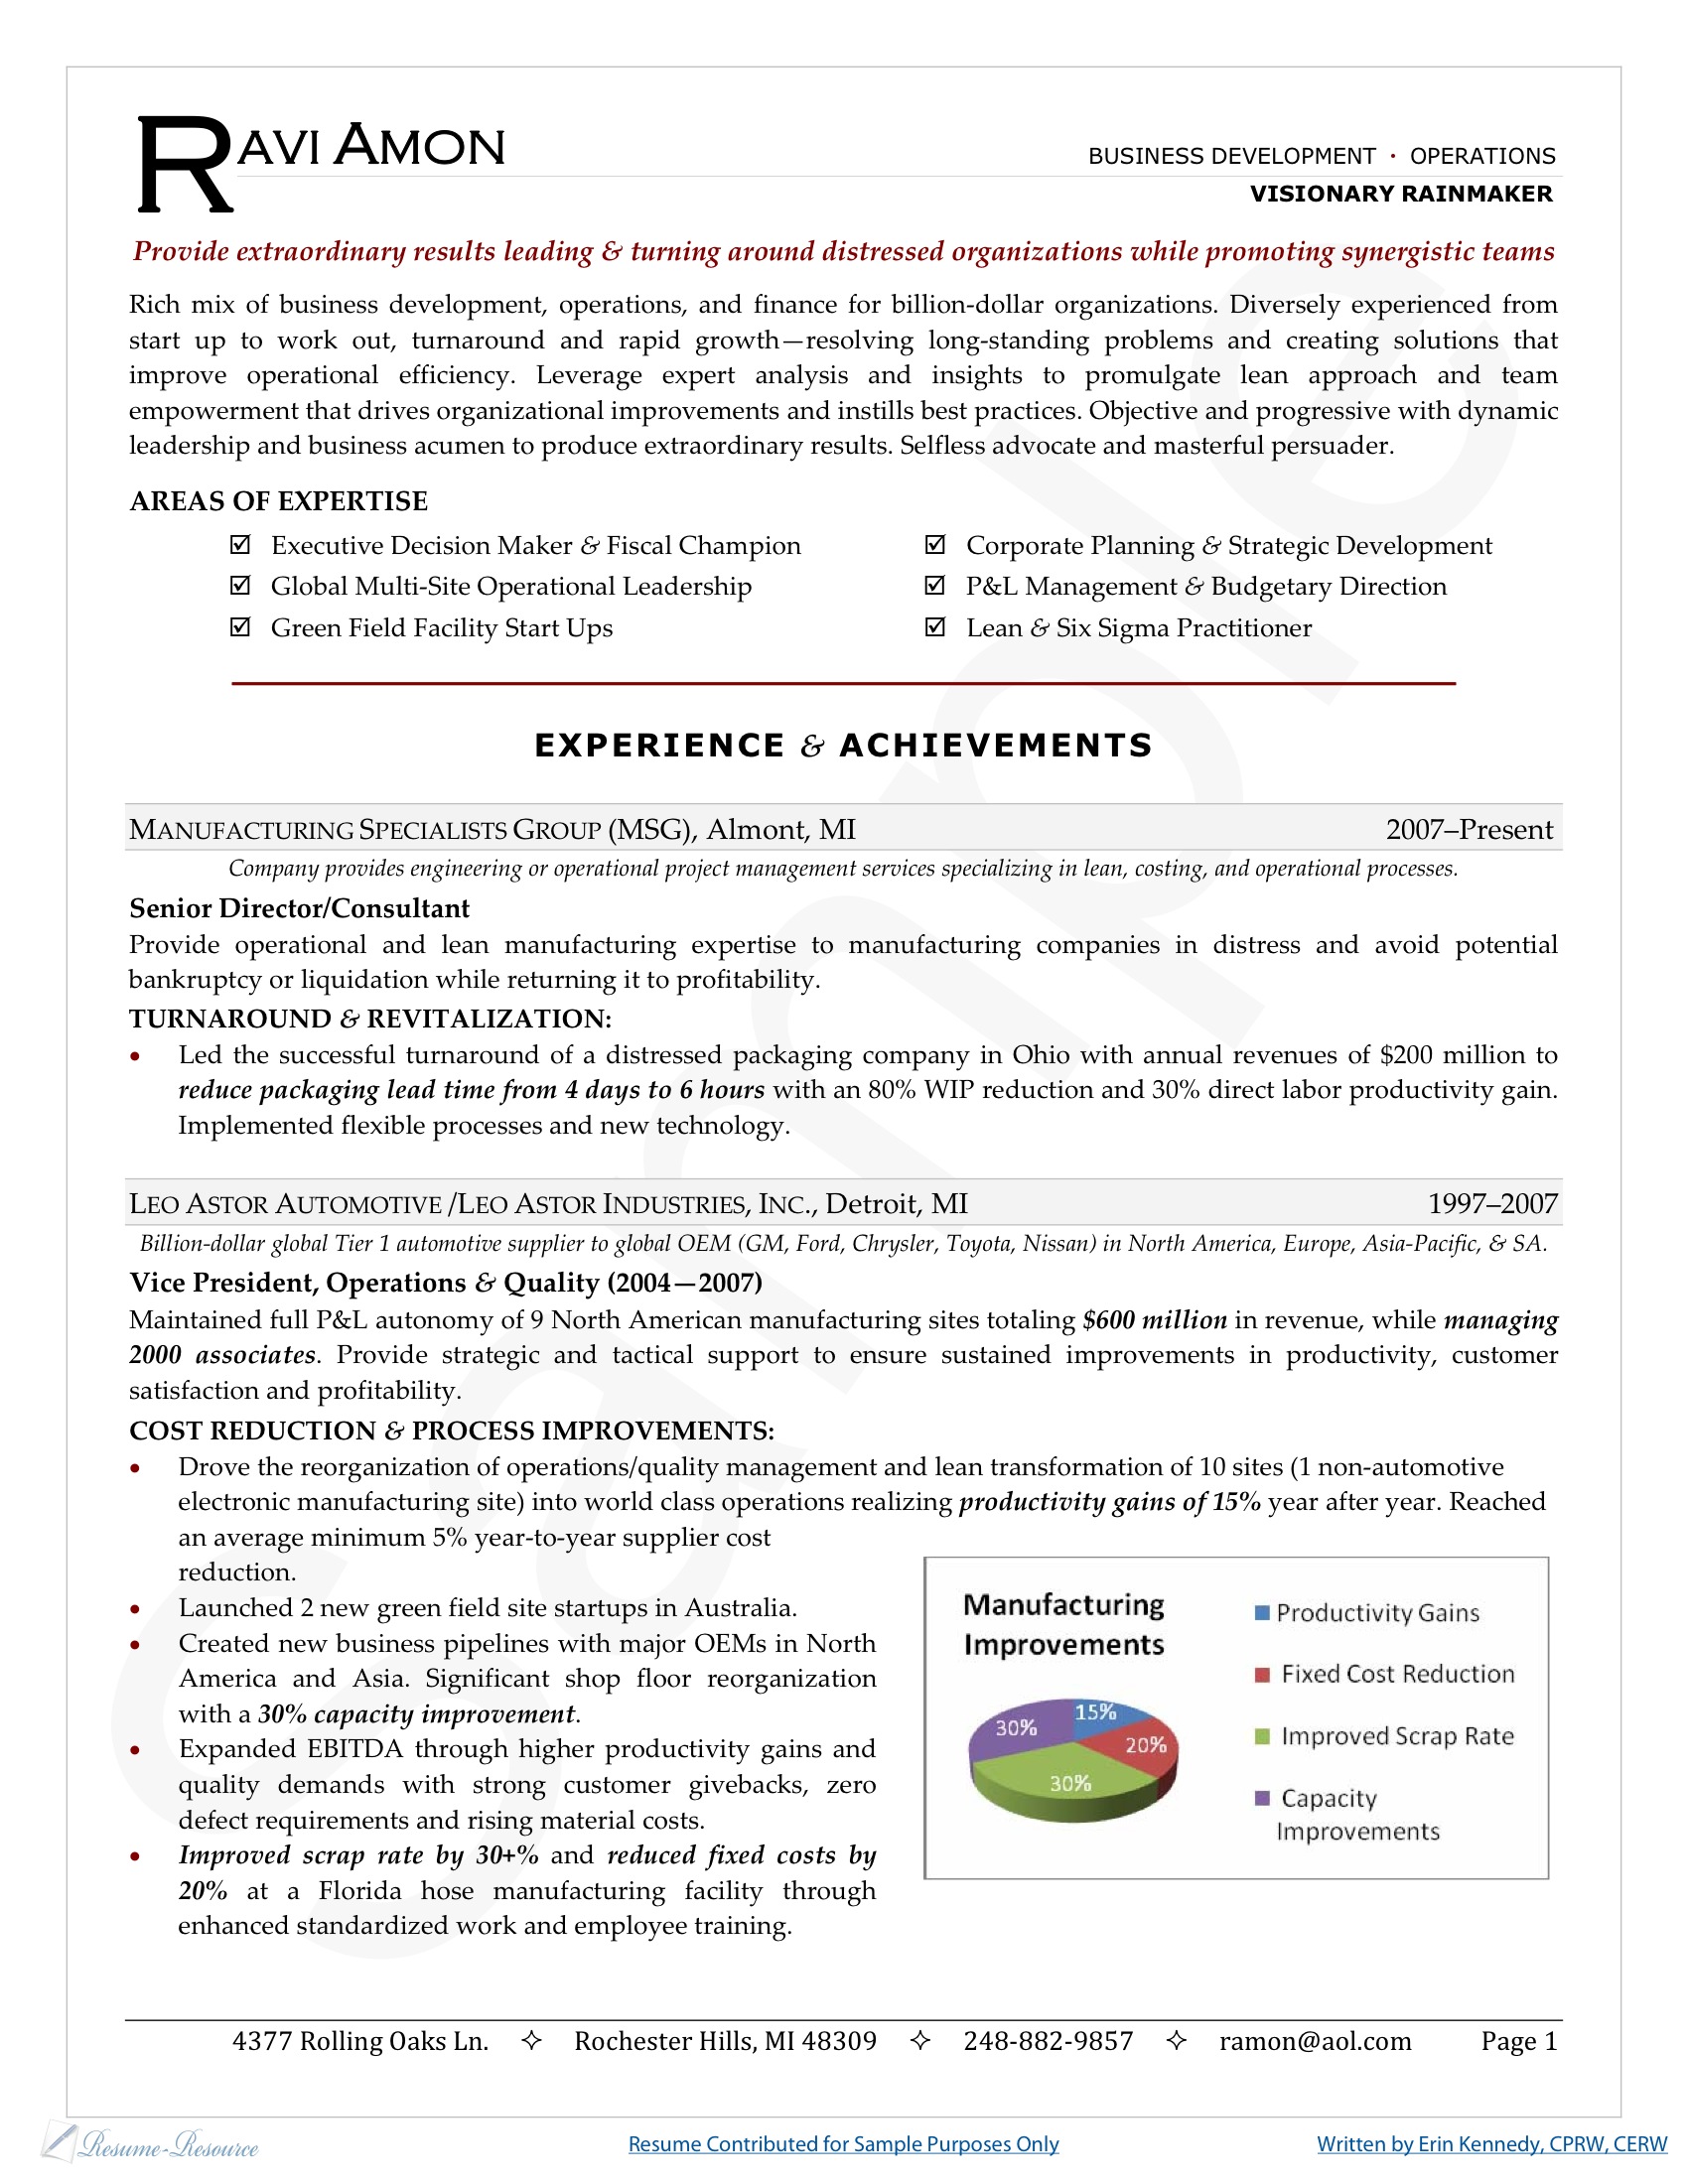 RAVI AMON
BUSINESS DEVELOPMENT · OPERATIONS
VISIONARY RAINMAKER
Provide extraordinary results leading & turning around distressed organizations while promoting synergistic teams
Rich mix of business development, operations, and finance for billion-dollar organizations. Diversely experienced from
start up to work out, turnaround and rapid growth—resolving long-standing problems and creating solutions that
improve operational efficiency. Leverage expert analysis and insights to promulgate lean approach and team
empowerment that drives organizational improvements and instills best practices. Objective and progressive with dynamic
leadership and business acumen to produce extraordinary results. Selfless advocate and masterful persuader.
AREAS OF EXPERTISE
☑ Executive Decision Maker & Fiscal Champion
☑ Corporate Planning & Strategic Development
☑ Global Multi-Site Operational Leadership
☑ P&L Management & Budgetary Direction
☑ Green Field Facility Start Ups
☑ Lean & Six Sigma Practitioner
EXPERIENCE & ACHIEVEMENTS
MANUFACTURING SPECIALISTS GROUP (MSG), Almont, MI 2007–Present
Company provides engineering or operational project management services specializing in lean, costing, and operational processes.
Senior Director/Consultant
Provide operational and lean manufacturing expertise to manufacturing companies in distress and avoid potential
bankruptcy or liquidation while returning it to profitability.
TURNAROUND & REVITALIZATION:
• Led the successful turnaround of a distressed packaging company in Ohio with annual revenues of $200 million to
reduce packaging lead time from 4 days to 6 hours with an 80% WIP reduction and 30% direct labor productivity gain.
Implemented flexible processes and new technology.
LEO ASTOR AUTOMOTIVE /LEO ASTOR INDUSTRIES, INC., Detroit, MI 1997–2007
Billion-dollar global Tier 1 automotive supplier to global OEM (GM, Ford, Chrysler, Toyota, Nissan) in North America, Europe, Asia-Pacific, & SA.
Vice President, Operations & Quality (2004—2007)
Maintained full P&L autonomy of 9 North American manufacturing sites totaling $600 million in revenue, while managing
2000 associates. Provide strategic and tactical support to ensure sustained improvements in productivity, customer
satisfaction and profitability.
COST REDUCTION & PROCESS IMPROVEMENTS:
• Drove the reorganization of operations/quality management and lean transformation of 10 sites (1 non-automotive
electronic manufacturing site) into world class operations realizing productivity gains of 15% year after year. Reached
an average minimum 5% year-to-year supplier cost
reduction.
• Launched 2 new green field site startups in Australia.
• Created new business pipelines with major OEMs in North
America and Asia. Significant shop floor reorganization
with a 30% capacity improvement.
• Expanded EBITDA through higher productivity gains and
quality demands with strong customer givebacks, zero
defect requirements and rising material costs.
• Improved scrap rate by 30+% and reduced fixed costs by
20% at a Florida hose manufacturing facility through
enhanced standardized work and employee training.
Manufacturing
Improvements
15%
20%
30%
30%
Productivity Gains
Fixed Cost Reduction
Improved Scrap Rate
Capacity
Improvements
4377 Rolling Oaks Ln. ✧ Rochester Hills, MI 48309 ✧ 248-882-9857 ✧ ramon@aol.com Page 1
Resume-Resource
Resume Contributed for Sample Purposes Only
Written by Erin Kennedy, CPRW, CERW
Sample